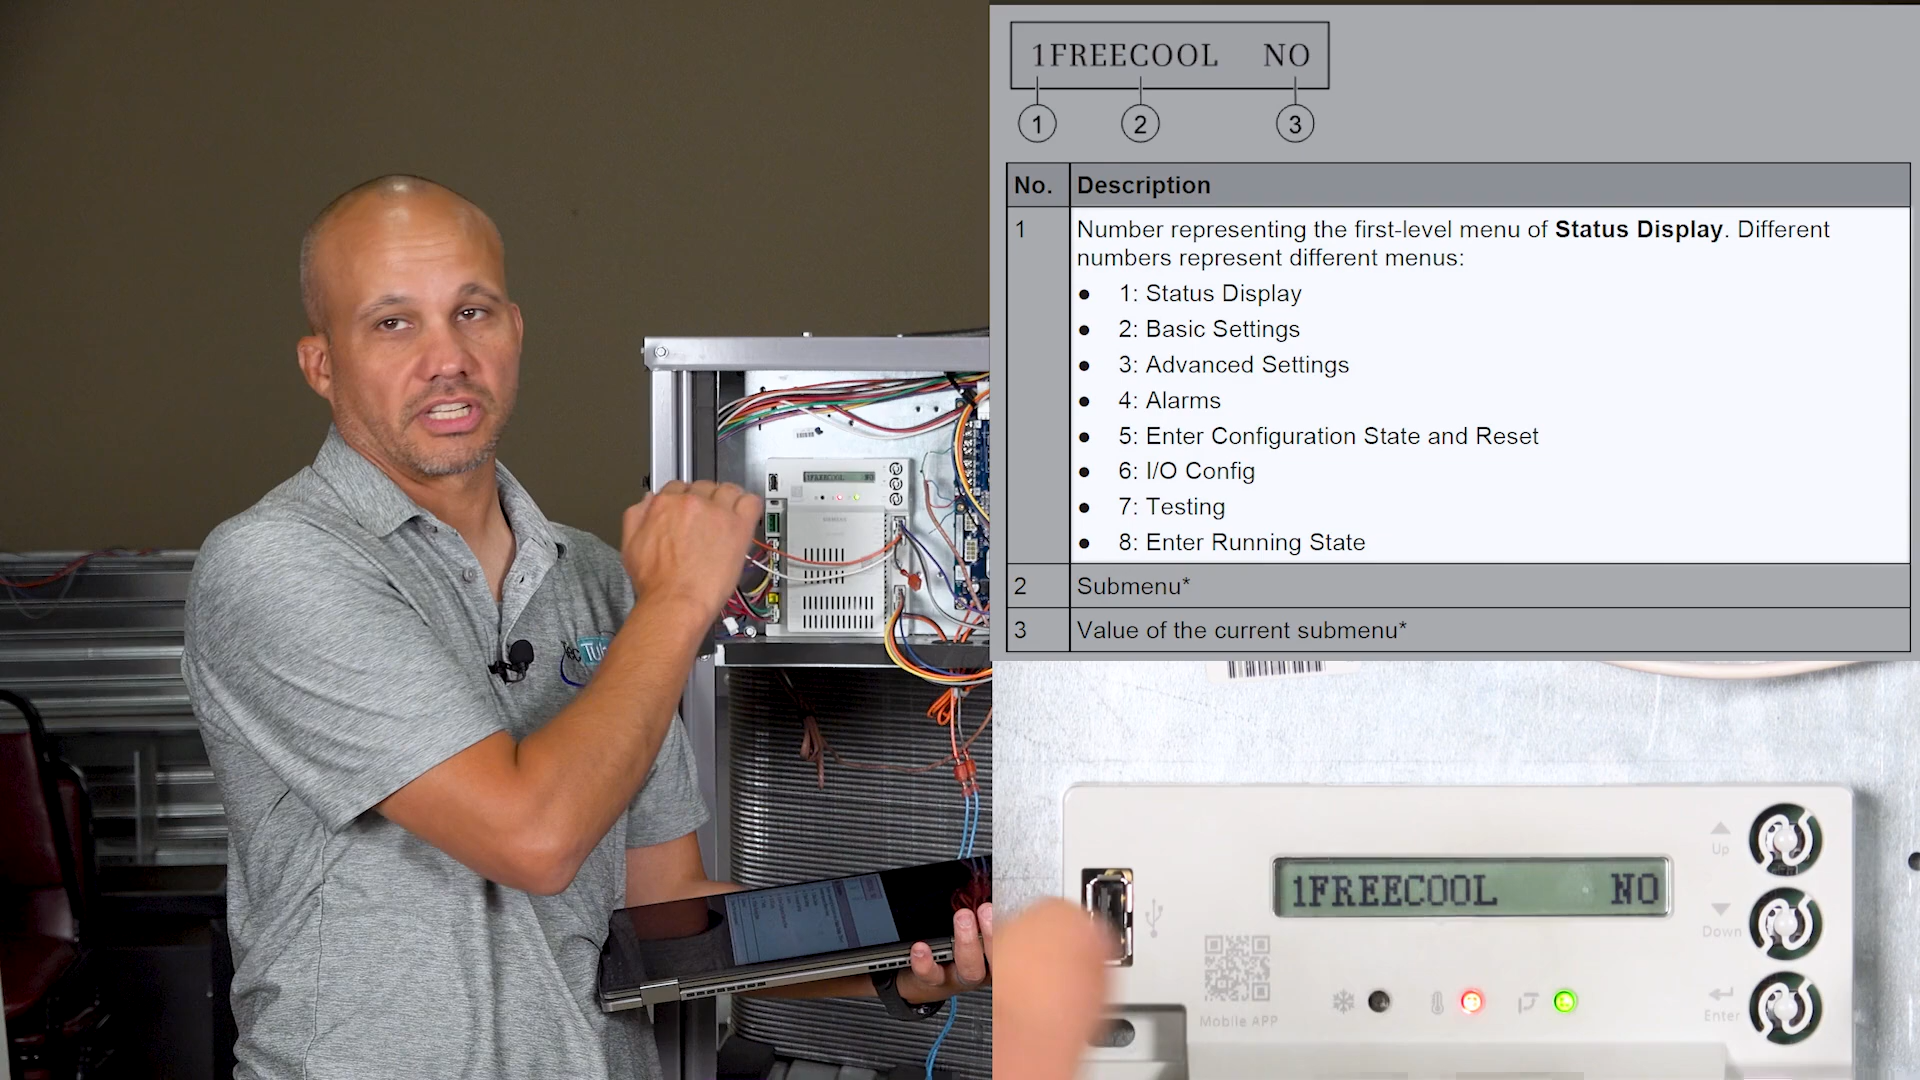 1FREECOOL NO
1 2 3
No. Description
1 Number representing the first-level menu of Status Display. Different
numbers represent different menus:
● 1: Status Display
● 2: Basic Settings
● 3: Advanced Settings
● 4: Alarms
● 5: Enter Configuration State and Reset
● 6: I/O Config
● 7: Testing
● 8: Enter Running State
2 Submenu*
3 Value of the current submenu*
1FREECOOL NO
SIEMENS
1FREECOOL NO
Up
Down
Enter
Mobile APP